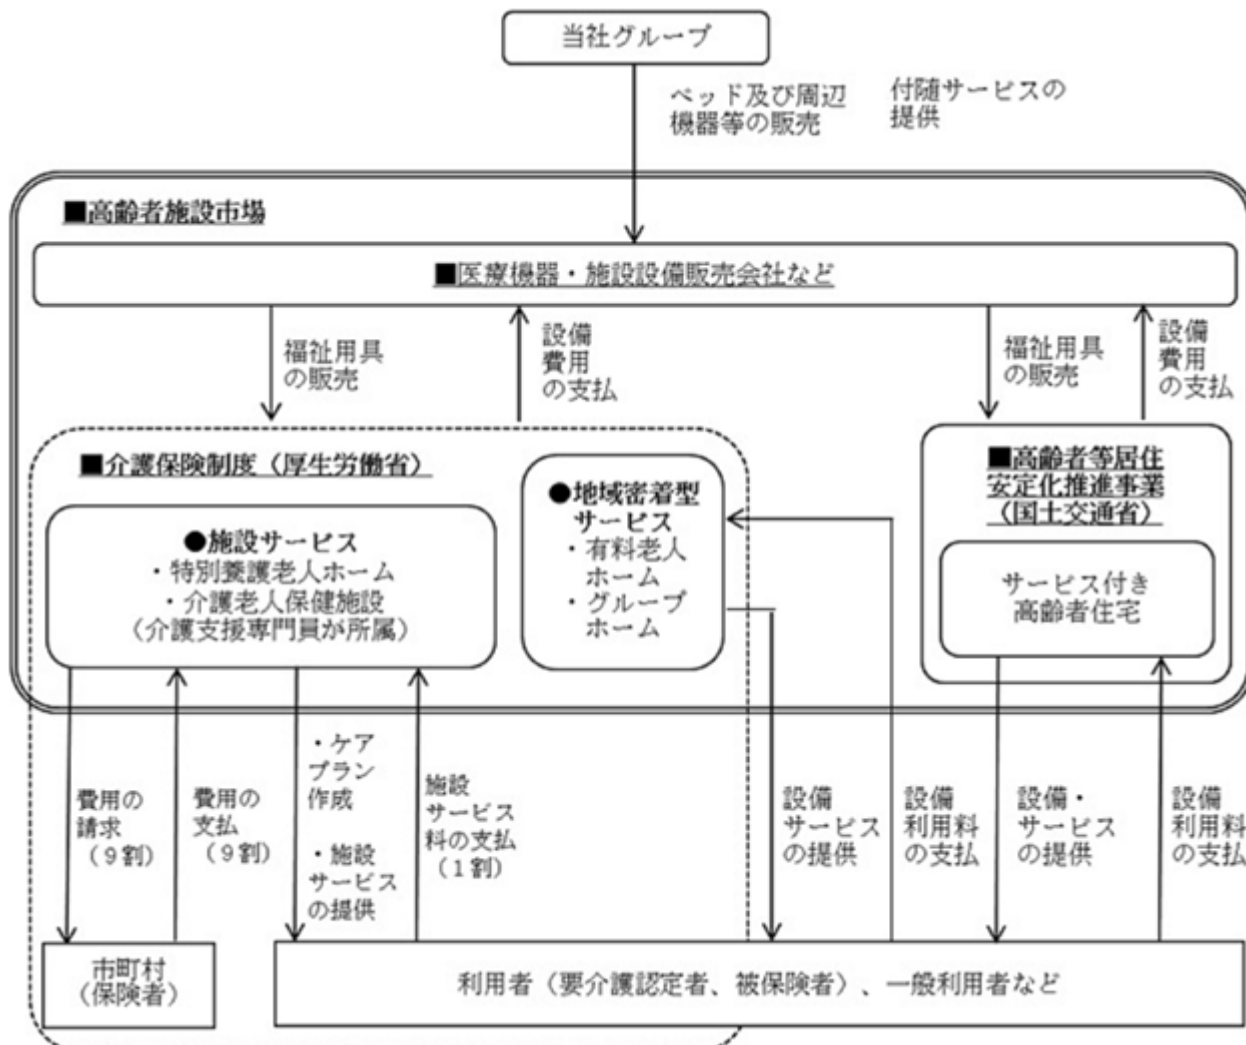 当社グループ
ベッド及び周辺
機器等の販売
付随サービスの
提供
■高齢者施設市場
■医療機器・施設設備販売会社など
福祉用具
の販売
設備
費用
の支払
福祉用具
の販売
設備
費用
の支払
■介護保険制度（厚生労働省）
●施設サービス
・特別養護老人ホーム
・介護老人保健施設
（介護支援専門員が所属）
●地域密着型
サービス
・有料老人
ホーム
・グループ
ホーム
■高齢者等居住
安定化推進事業
（国土交通省）
サービス付き
高齢者住宅
費用の
請求
（９割）
費用の
支払
（９割）
・ケア
プラン
作成
・施設
サービス
の提供
施設
サービス
料の支払
（１割）
設備
サービス
の提供
設備
利用料
の支払
設備・
サービス
の提供
設備
利用料
の支払
市町村
（保険者）
利用者（要介護認定者、被保険者）、一般利用者など